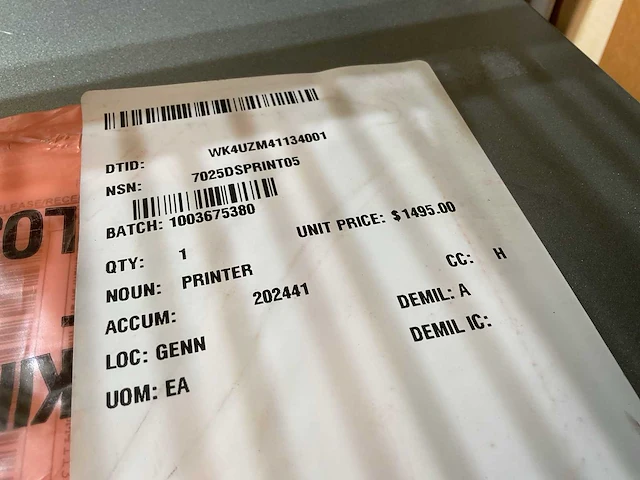 DTID: WK4UZM41134001
NSN: 7025DSPRINT05
BATCH: 1003675380
UNIT PRICE: $1495.00
QTY: 1
CC: H
NOUN: PRINTER
DEMIL: A
ACCUM: 202441
DEMIL IC:
LOC: GENN
UOM: EA